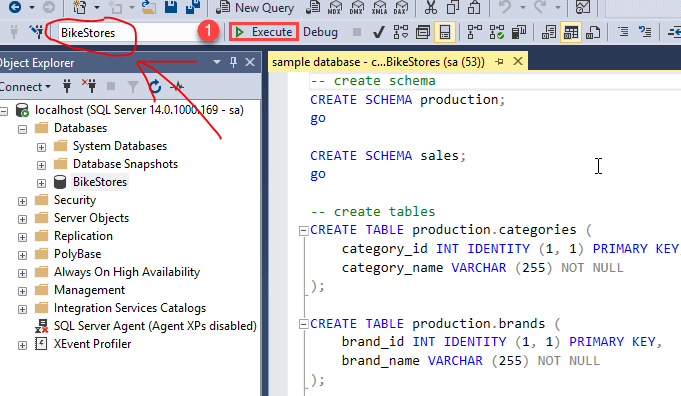 New Query
MDX
DMX
XMLA
DAX
BikeStores
1
Execute
Debug
Object Explorer
Connect
localhost (SQL Server 14.0.1000.169 - sa)
Databases
System Databases
Database Snapshots
BikeStores
Security
Server Objects
Replication
PolyBase
Always On High Availability
Management
Integration Services Catalogs
SQL Server Agent (Agent XPs disabled)
XEvent Profiler
sample database - c...BikeStores (sa (53))
-- create schema
CREATE SCHEMA production;
go
CREATE SCHEMA sales;
go
-- create tables
CREATE TABLE production.categories (
category_id INT IDENTITY (1, 1) PRIMARY KEY
category_name VARCHAR (255) NOT NULL
);
CREATE TABLE production.brands (
brand_id INT IDENTITY (1, 1) PRIMARY KEY,
brand_name VARCHAR (255) NOT NULL
);